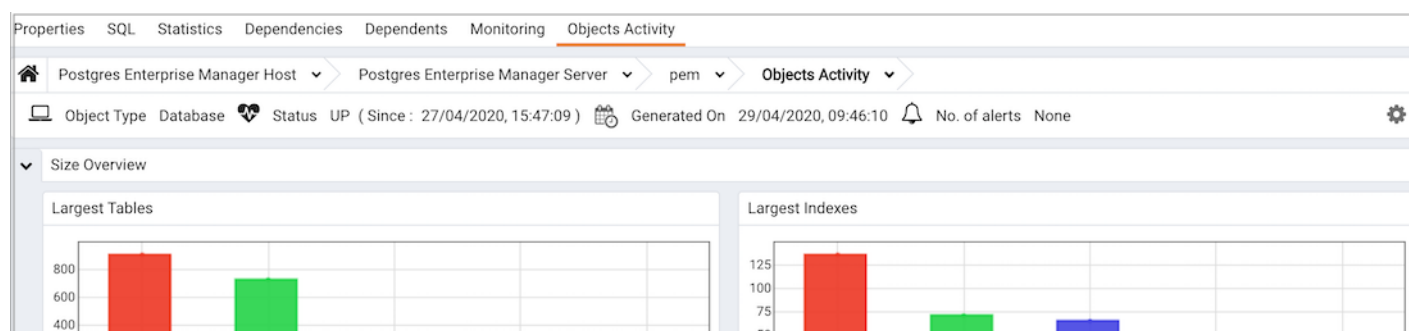 Properties SQL Statistics Dependencies Dependents Monitoring Objects Activity
Postgres Enterprise Manager Host Postgres Enterprise Manager Server pem Objects Activity
Object Type Database Status UP ( Since : 27/04/2020, 15:47:09 ) Generated On 29/04/2020, 09:46:10 No. of alerts None
Size Overview
Largest Tables
Largest Indexes
800
600
400
125
100
75